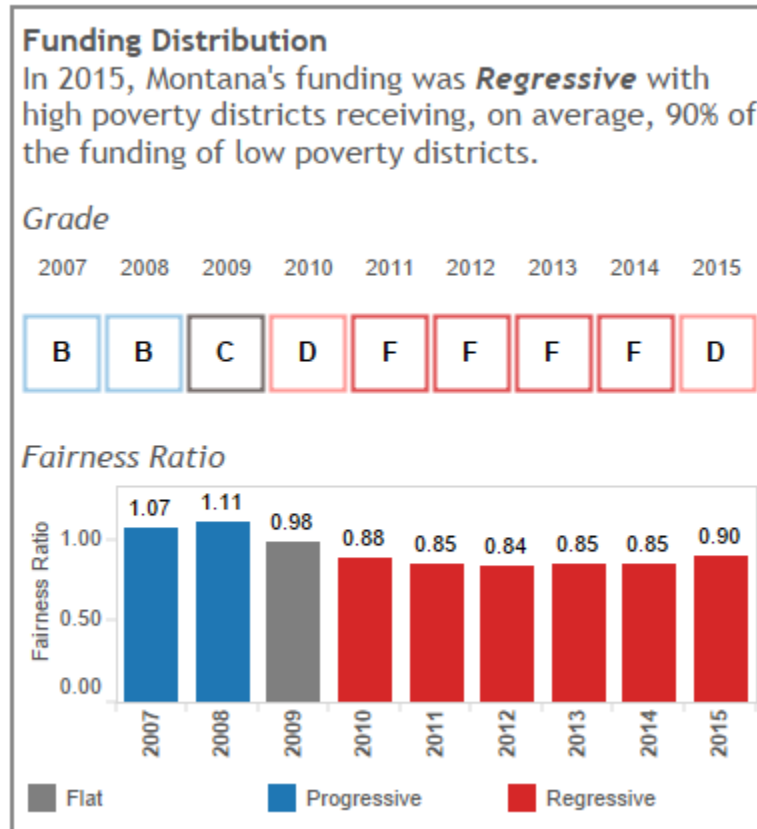 Funding Distribution
In 2015, Montana's funding was Regressive with
high poverty districts receiving, on average, 90% of
the funding of low poverty districts.
Grade
2007 2008 2009 2010 2011 2012 2013 2014 2015
B B C D F F F F D
Fairness Ratio
1.07 1.11 0.98 0.88 0.85 0.84 0.85 0.85 0.90
Fairness Ratio
1.00
0.50
0.00
2007 2008 2009 2010 2011 2012 2013 2014 2015
Flat Progressive Regressive